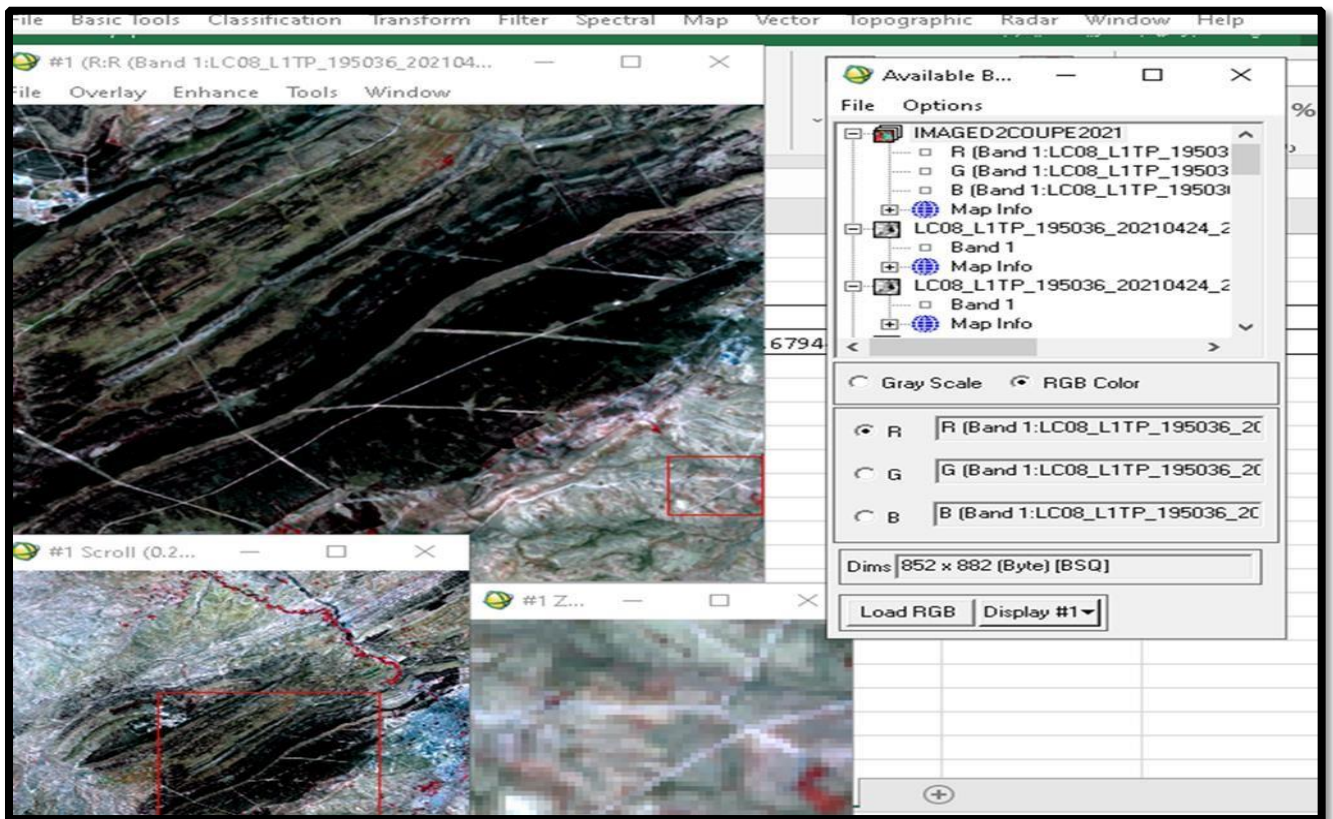 File Basic Tools Classification Transform Filter Spectral Map Vector Topographic Radar Window Help
#1 (R:R (Band 1:LC08_L1TP_195036_202104...
File Overlay Enhance Tools Window
Available B...
File Options
IMAGED2COUPE2021
R (Band 1:LC08_L1TP_19503
G (Band 1:LC08_L1TP_19503
B (Band 1:LC08_L1TP_19503
Map Info
LC08_L1TP_195036_20210424_2
Band 1
Map Info
LC08_L1TP_195036_20210424_2
Band 1
Map Info
Gray Scale RGB Color
R R (Band 1:LC08_L1TP_195036_20
G G (Band 1:LC08_L1TP_195036_20
B B (Band 1:LC08_L1TP_195036_20
Dims 852 x 882 (Byte) [BSQ]
Load RGB Display #1
%
6794
#1 Scroll (0.2...
#1 Z...